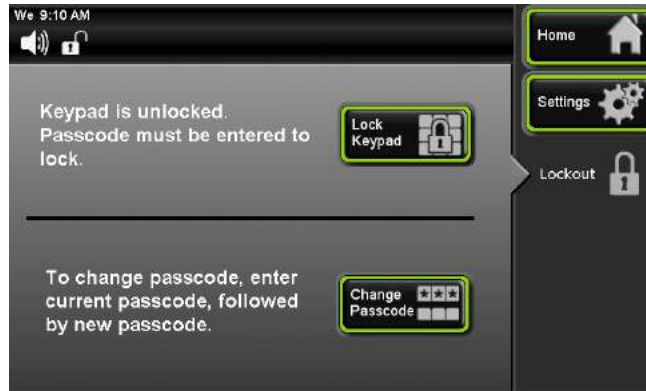 We 9:10 AM
Home
Settings
Lockout
Keypad is unlocked.
Passcode must be entered to
lock.
Lock
Keypad
To change passcode, enter
current passcode, followed
by new passcode.
Change
Passcode